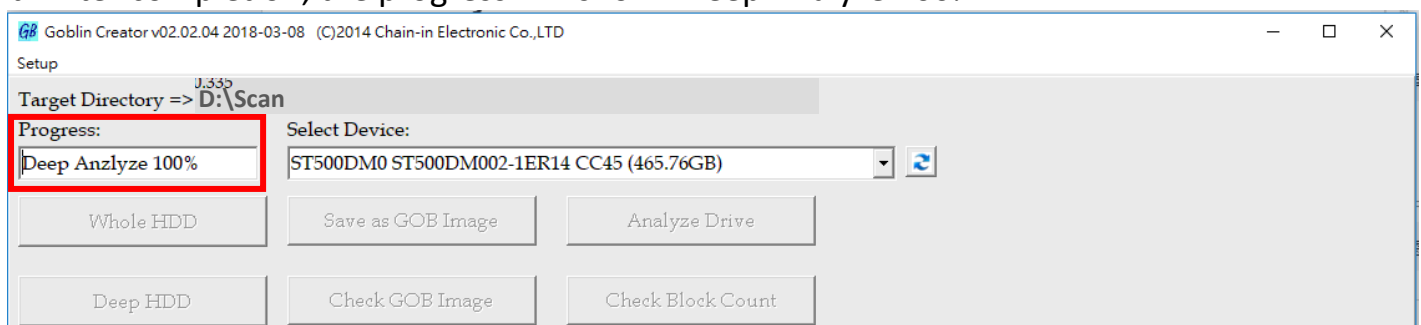 Goblin Creator v02.02.04 2018-03-08 (C)2014 Chain-in Electronic Co.,LTD
Setup
Target Directory => D:\Scan
Progress: Select Device:
Deep Anzlyze 100% ST500DM0 ST500DM002-1ER14 CC45 (465.76GB)
Whole HDD Save as GOB Image Analyze Drive
Deep HDD Check GOB Image Check Block Count